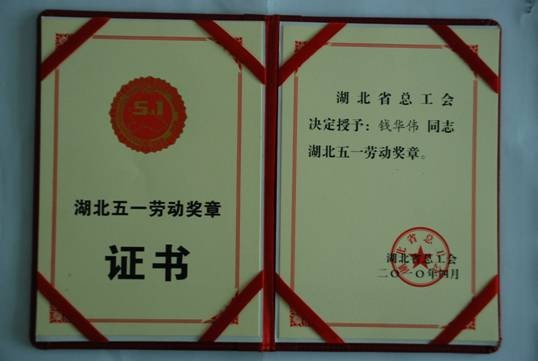 5.1
湖北五一劳动奖章
证书
湖北省总工会
决定授予：钱华伟 同志
湖北五一劳动奖章。
湖北省总工会
湖北省总工会
二〇一〇年四月